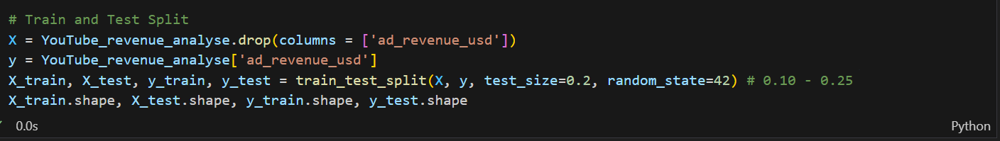 # Train and Test Split
X = YouTube_revenue_analyse.drop(columns = ['ad_revenue_usd'])
y = YouTube_revenue_analyse['ad_revenue_usd']
X_train, X_test, y_train, y_test = train_test_split(X, y, test_size=0.2, random_state=42) # 0.10 - 0.25
X_train.shape, X_test.shape, y_train.shape, y_test.shape
0.0s
Python